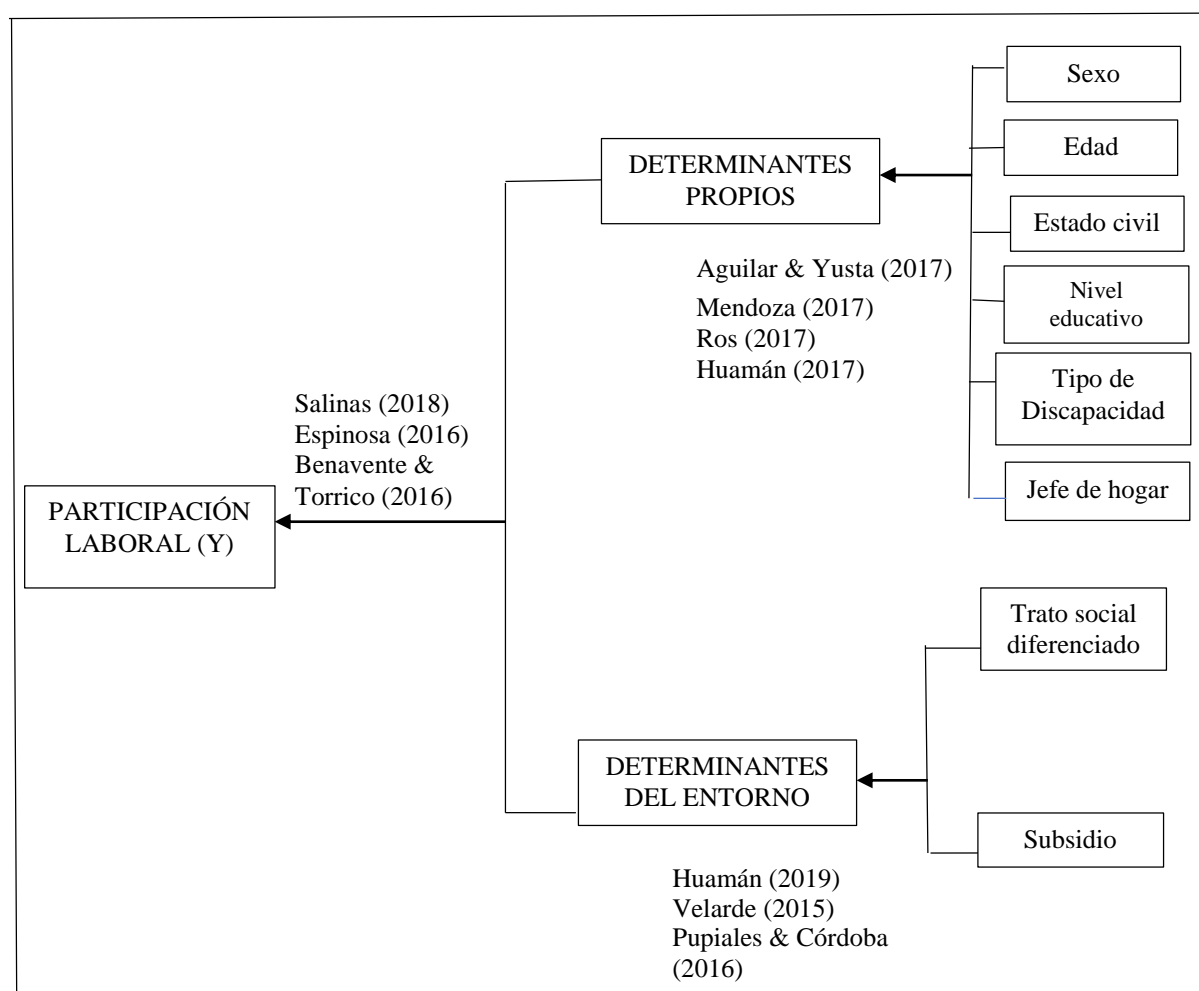 Sexo
Edad
Estado civil
Nivel
educativo
Tipo de
Discapacidad
Jefe de hogar
DETERMINANTES
PROPIOS
Aguilar & Yusta (2017)
Mendoza (2017)
Ros (2017)
Huamán (2017)
Salinas (2018)
Espinosa (2016)
Benavente &
Torrico (2016)
PARTICIPACIÓN
LABORAL (Y)
Trato social
diferenciado
DETERMINANTES
DEL ENTORNO
Subsidio
Huamán (2019)
Velarde (2015)
Pupiales & Córdoba
(2016)